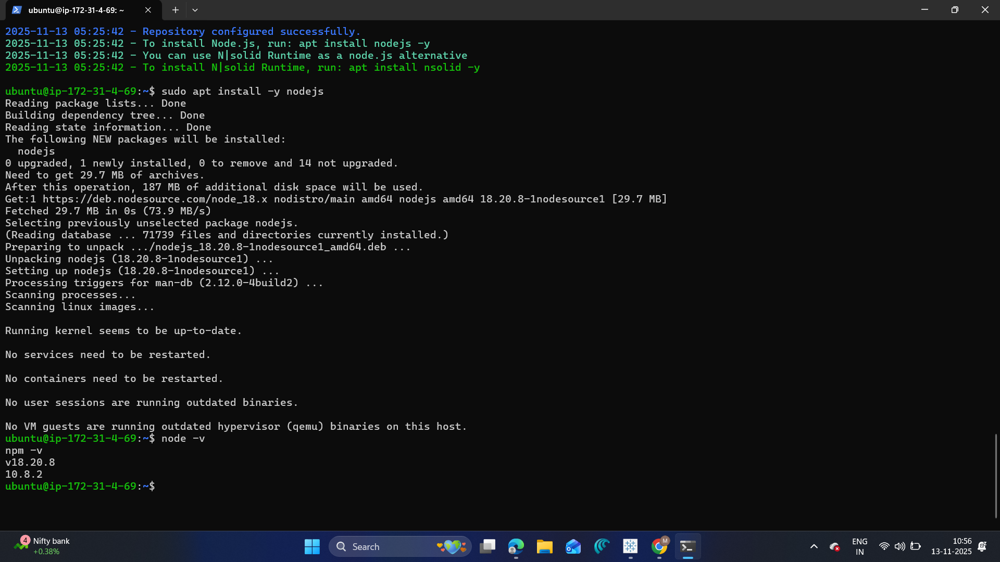 ubuntu@ip-172-31-4-69: ~
2025-11-13 05:25:42 - Repository configured successfully.
2025-11-13 05:25:42 - To install Node.js, run: apt install nodejs -y
2025-11-13 05:25:42 - You can use N|solid Runtime as a node.js alternative
2025-11-13 05:25:42 - To install N|solid Runtime, run: apt install nsolid -y
ubuntu@ip-172-31-4-69:~$ sudo apt install -y nodejs
Reading package lists... Done
Building dependency tree... Done
Reading state information... Done
The following NEW packages will be installed:
  nodejs
0 upgraded, 1 newly installed, 0 to remove and 14 not upgraded.
Need to get 29.7 MB of archives.
After this operation, 187 MB of additional disk space will be used.
Get:1 https://deb.nodesource.com/node_18.x nodistro/main amd64 nodejs amd64 18.20.8-1nodesource1 [29.7 MB]
Fetched 29.7 MB in 0s (73.9 MB/s)
Selecting previously unselected package nodejs.
(Reading database ... 71739 files and directories currently installed.)
Preparing to unpack .../nodejs_18.20.8-1nodesource1_amd64.deb ...
Unpacking nodejs (18.20.8-1nodesource1) ...
Setting up nodejs (18.20.8-1nodesource1) ...
Processing triggers for man-db (2.12.0-4build2) ...
Scanning processes...
Scanning linux images...
Running kernel seems to be up-to-date.
No services need to be restarted.
No containers need to be restarted.
No user sessions are running outdated binaries.
No VM guests are running outdated hypervisor (qemu) binaries on this host.
ubuntu@ip-172-31-4-69:~$ node -v
npm -v
v18.20.8
10.8.2
ubuntu@ip-172-31-4-69:~$
4
Nifty bank
+0.38%
Search
M
ENG
IN
10:56
13-11-2025